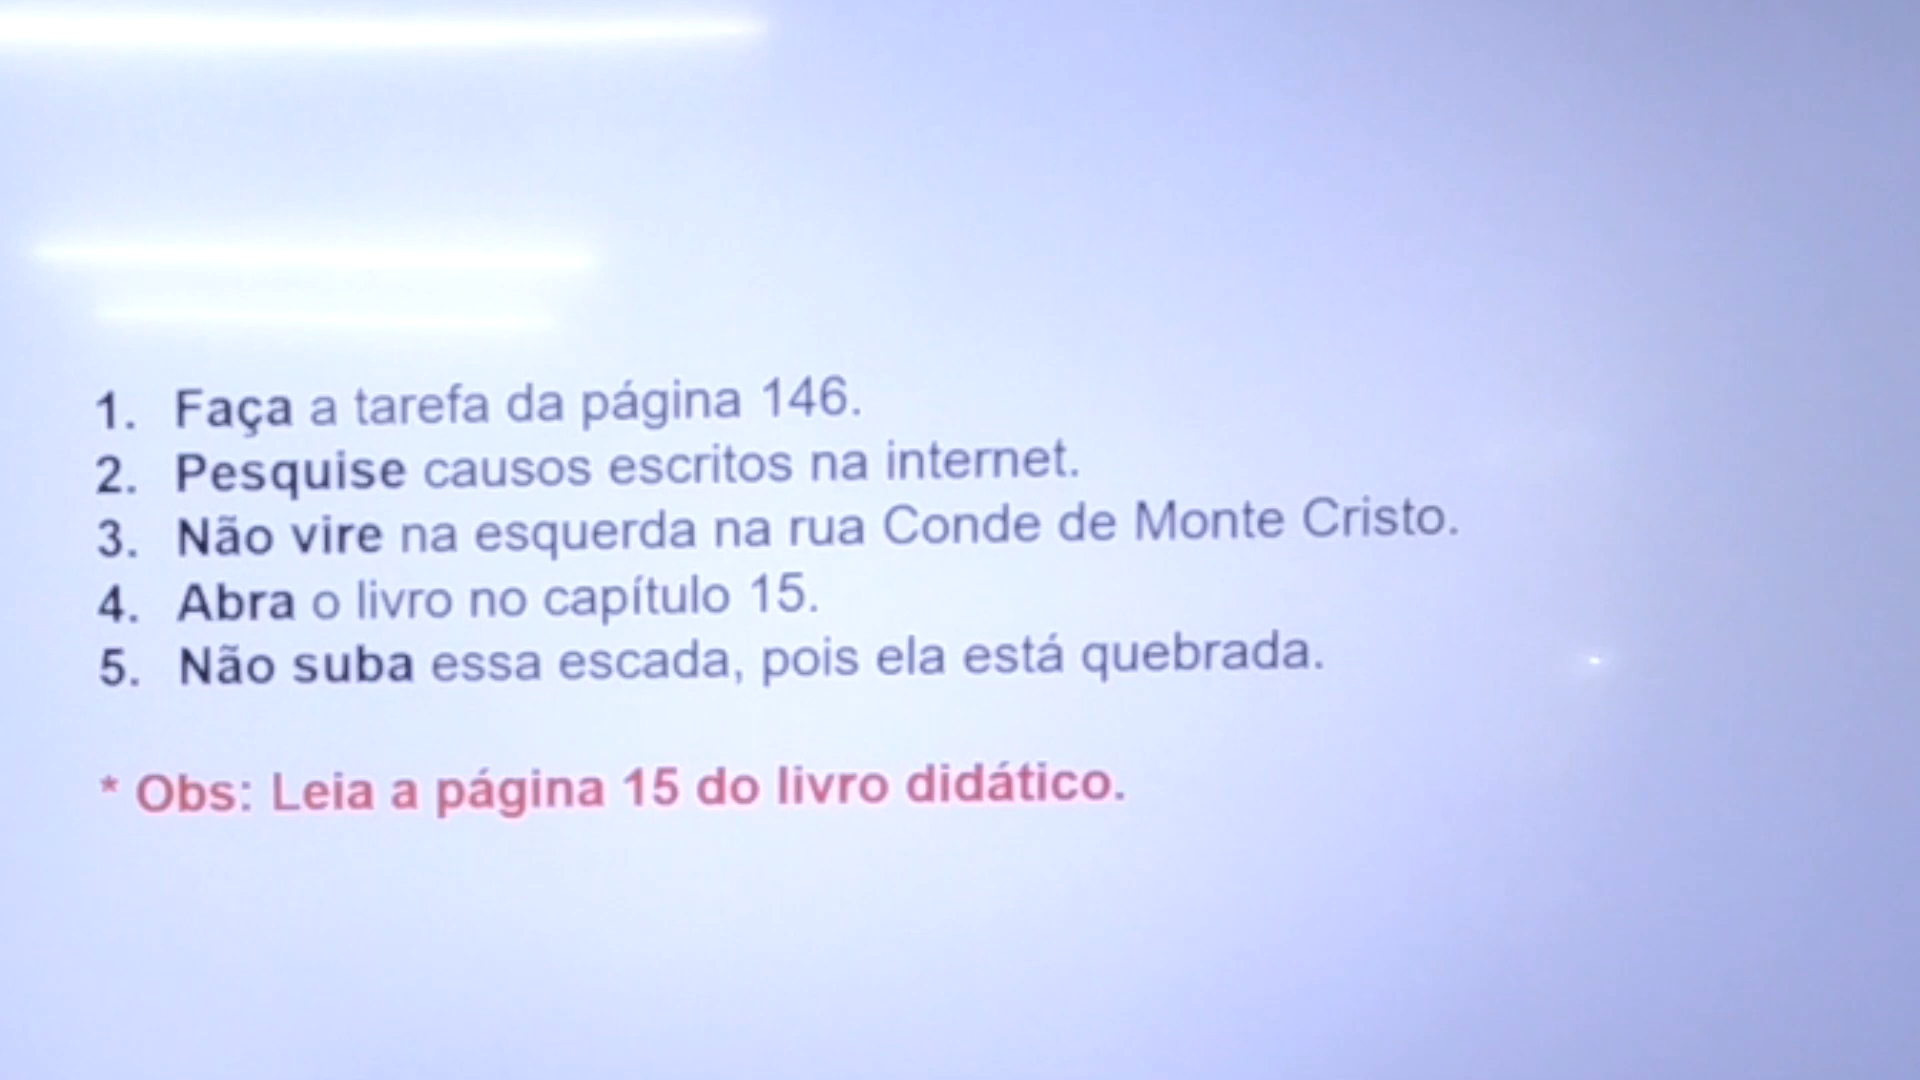 1. Faça a tarefa da página 146.
2. Pesquise causos escritos na internet.
3. Não vire na esquerda na rua Conde de Monte Cristo.
4. Abra o livro no capítulo 15.
5. Não suba essa escada, pois ela está quebrada.
* Obs: Leia a página 15 do livro didático.